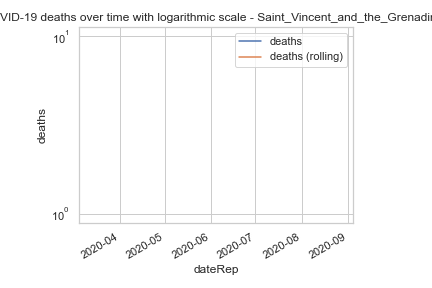 VID-19 deaths over time with logarithmic scale - Saint_Vincent_and_the_Grenadin
10¹
deaths
deaths (rolling)
deaths
10⁰
2020-04
2020-05
2020-06
2020-07
2020-08
2020-09
dateRep